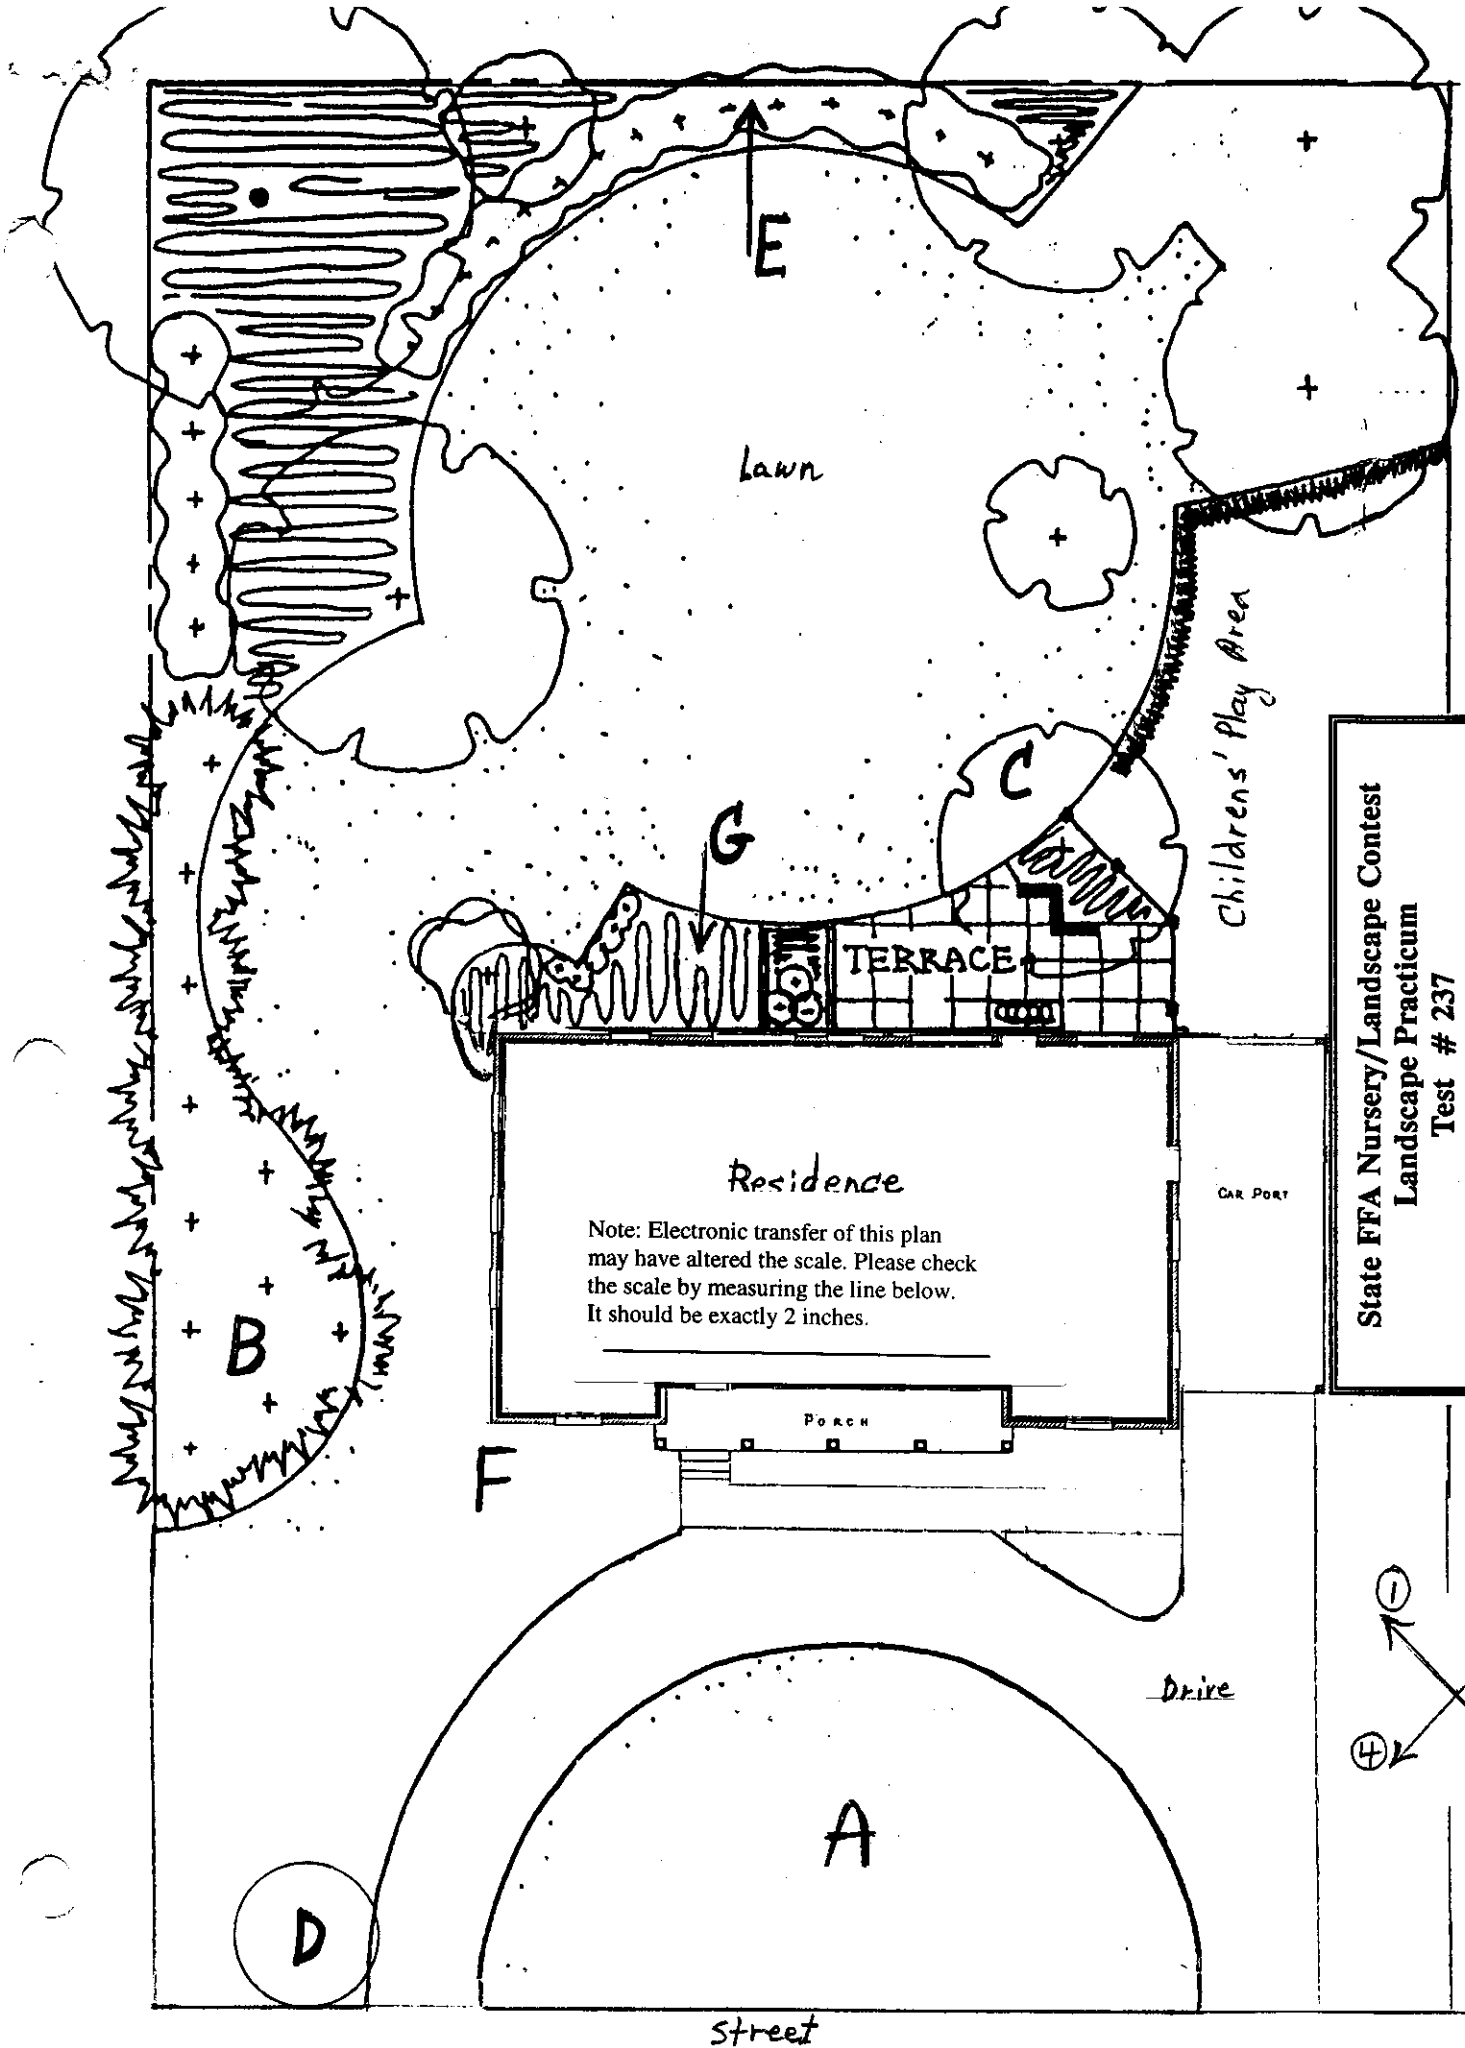 E
Lawn
Childrens' Play Area
C
G
TERRACE
State FFA Nursery/Landscape Contest
Landscape Practicum
Test # 237
Residence
CAR PORT
Note: Electronic transfer of this plan
may have altered the scale. Please check
the scale by measuring the line below.
It should be exactly 2 inches.
B
PORCH
F
1
Drive
4
A
D
Street